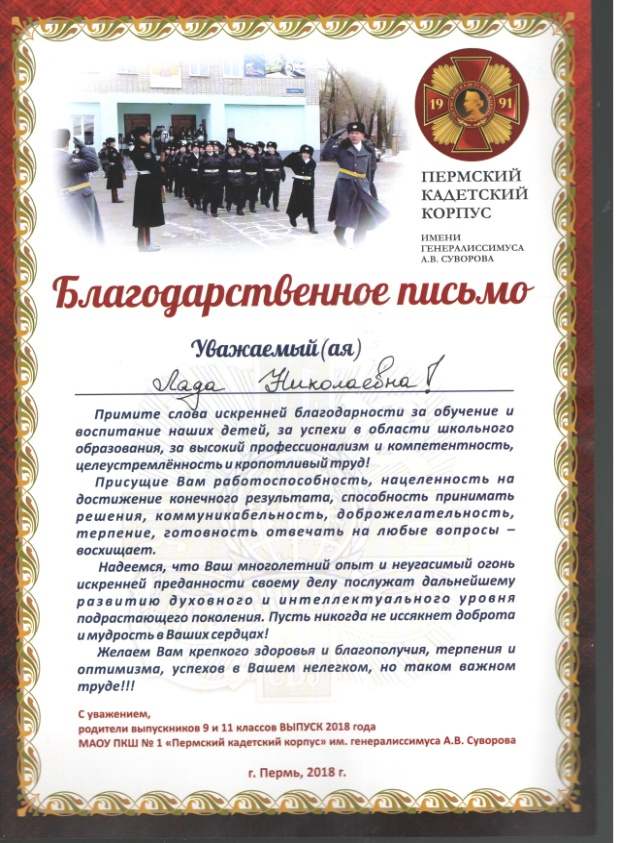 19 91
ПЕРМСКИЙ
КАДЕТСКИЙ
КОРПУС
ИМЕНИ
ГЕНЕРАЛИССИМУСА
А.В. СУВОРОВА
Благодарственное письмо
Уважаемый(ая)
Лада Николаевна!
Примите слова искренней благодарности за обучение и
воспитание наших детей, за успехи в области школьного
образования, за высокий профессионализм и компетентность,
целеустремлённость и кропотливый труд!
Присущие Вам работоспособность, нацеленность на
достижение конечного результата, способность принимать
решения, коммуникабельность, доброжелательность,
терпение, готовность отвечать на любые вопросы –
восхищает.
Надеемся, что Ваш многолетний опыт и неугасимый огонь
искренней преданности своему делу послужат дальнейшему
развитию духовного и интеллектуального уровня
подрастающего поколения. Пусть никогда не иссякнет доброта
и мудрость в Ваших сердцах!
Желаем Вам крепкого здоровья и благополучия, терпения и
оптимизма, успехов в Вашем нелегком, но таком важном
труде!!!
С уважением,
родители выпускников 9 и 11 классов ВЫПУСК 2018 года
МАОУ ПКШ № 1 «Пермский кадетский корпус» им. генералиссимуса А.В. Суворова
г. Пермь, 2018 г.